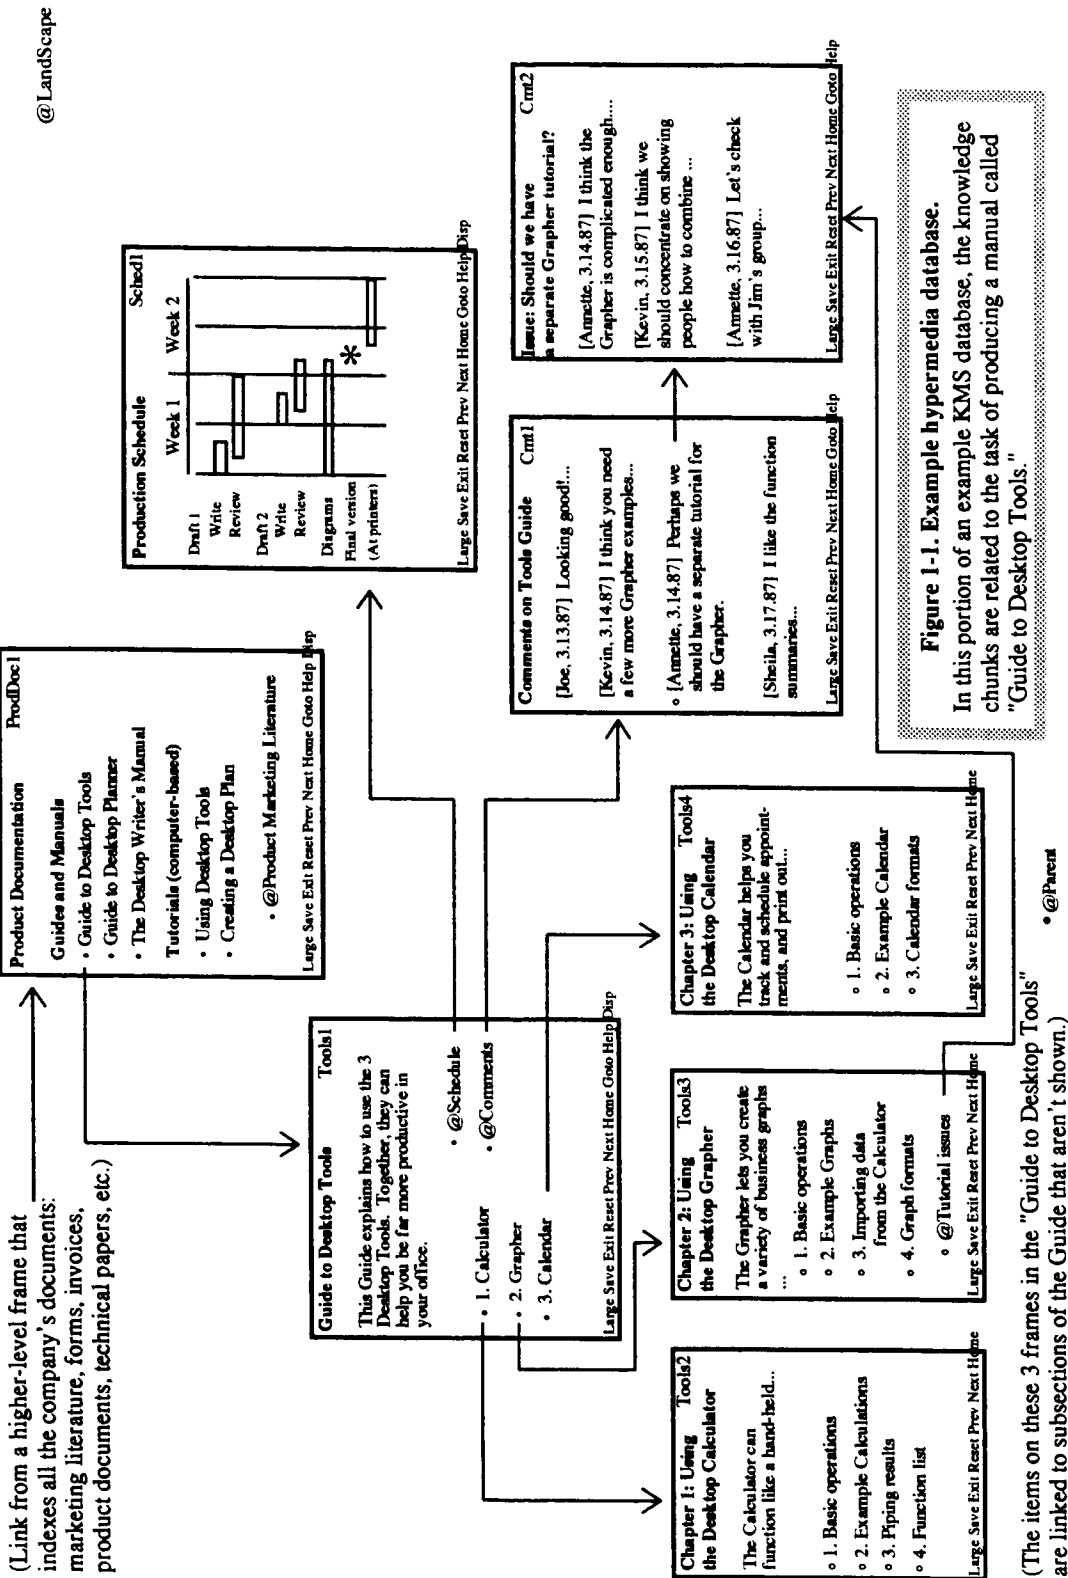 @LandScape
(Link from a higher-level frame that
indexes all the company's documents:
marketing literature, forms, invoices,
product documents, technical papers, etc.)
Product Documentation ProdDoc1
Guides and Manuals
• Guide to Desktop Tools
• Guide to Desktop Planner
• The Desktop Writer's Manual
Tutorials (computer-based)
• Using Desktop Tools
• Creating a Desktop Plan
• @Product Marketing Literature
Large Save Exit Reset Prev Next Home Goto Help Disp
Production Schedule Sched1
Week 1 Week 2
Draft 1
Write
Review
Draft 2
Write
Review
Diagrams
Final version
(At printers)
*
Large Save Exit Reset Prev Next Home Goto Help Disp
Guide to Desktop Tools Tools1
This Guide explains how to use the 3
Desktop Tools. Together, they can
help you be far more productive in
your office.
• @Schedule
• 1. Calculator • @Comments
• 2. Grapher
• 3. Calendar
Large Save Exit Reset Prev Next Home Goto Help Disp
Comments on Tools Guide Cmt1
[Joe, 3.13.87] Looking good!...
[Kevin, 3.14.87] I think you need
a few more Grapher examples...
∘ [Annette, 3.14.87] Perhaps we
should have a separate tutorial for
the Grapher.
[Sheila, 3.17.87] I like the function
summaries...
Large Save Exit Reset Prev Next Home Goto Help
Issue: Should we have Cmt2
a separate Grapher tutorial?
[Annette, 3.14.87] I think the
Grapher is complicated enough....
[Kevin, 3.15.87] I think we
should concentrate on showing
people how to combine ...
[Annette, 3.16.87] Let's check
with Jim's group...
Large Save Exit Reset Prev Next Home Goto Help
Chapter 1: Using Tools2
the Desktop Calculator
The Calculator can
function like a hand-held...
∘ 1. Basic operations
∘ 2. Example Calculations
∘ 3. Piping results
∘ 4. Function list
Large Save Exit Reset Prev Next Home
Chapter 2: Using Tools3
the Desktop Grapher
The Grapher lets you create
a variety of business graphs
...
∘ 1. Basic operations
∘ 2. Example Graphs
∘ 3. Importing data
from the Calculator
∘ 4. Graph formats
∘ @Tutorial issues
Large Save Exit Reset Prev Next Home
Chapter 3: Using Tools4
the Desktop Calendar
The Calendar helps you
track and schedule appoint-
ments, and print out...
∘ 1. Basic operations
∘ 2. Example Calendar
∘ 3. Calendar formats
Large Save Exit Reset Prev Next Home
Figure 1-1. Example hypermedia database.
In this portion of an example KMS database, the knowledge
chunks are related to the task of producing a manual called
"Guide to Desktop Tools."
(The items on these 3 frames in the "Guide to Desktop Tools"
are linked to subsections of the Guide that aren't shown.)
• @Parent